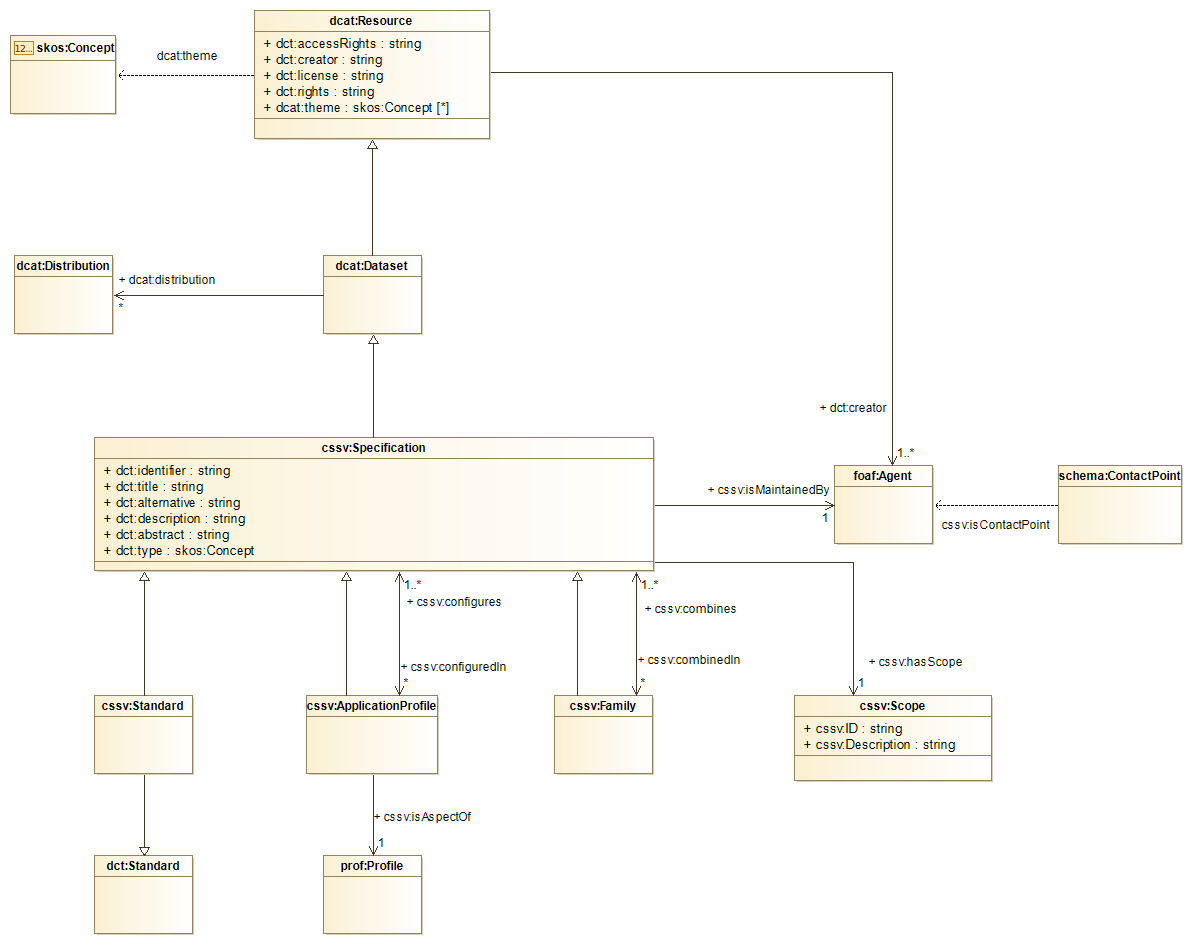 dcat:Resource
+ dct:accessRights : string
+ dct:creator : string
+ dct:license : string
+ dct:rights : string
+ dcat:theme : skos:Concept [*]
12... skos:Concept
dcat:theme
dcat:Distribution
+ dcat:distribution
*
dcat:Dataset
+ dct:creator
1..*
cssv:Specification
+ dct:identifier : string
+ dct:title : string
+ dct:alternative : string
+ dct:description : string
+ dct:abstract : string
+ dct:type : skos:Concept
+ cssv:isMaintainedBy
1
foaf:Agent
schema:ContactPoint
cssv:isContactPoint
1..*
+ cssv:configures
+ cssv:configuredIn
*
1..*
+ cssv:combines
+ cssv:combinedIn
*
+ cssv:hasScope
1
cssv:Standard
cssv:ApplicationProfile
cssv:Family
cssv:Scope
+ cssv:ID : string
+ cssv:Description : string
+ cssv:isAspectOf
1
dct:Standard
prof:Profile